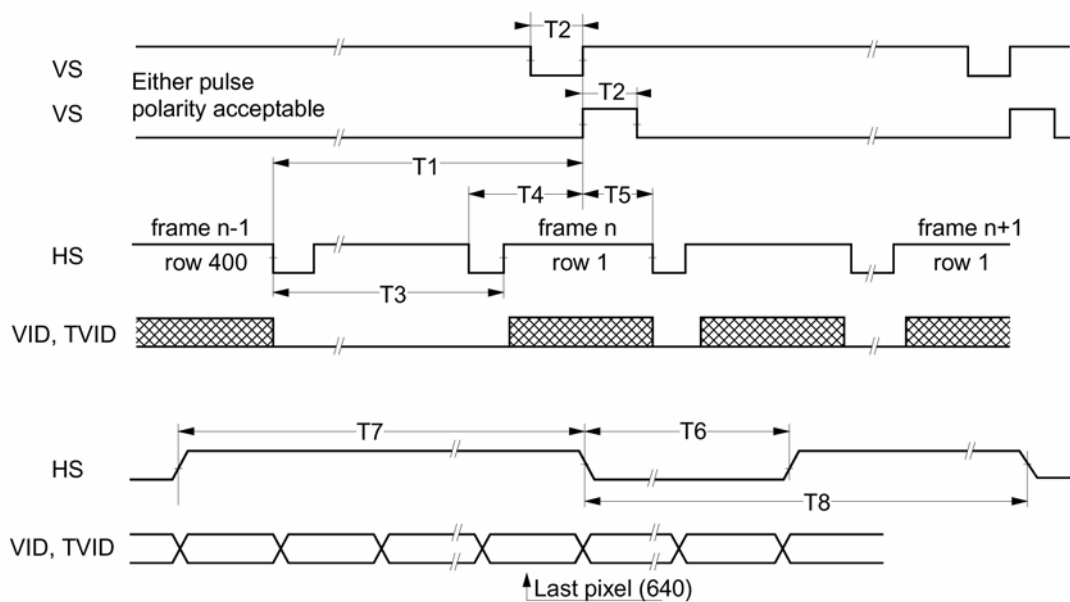 T2
VS
Either pulse
polarity acceptable
T2
VS
T1
T4
T5
frame n-1
frame n
frame n+1
HS
row 400
row 1
row 1
T3
VID, TVID
T7
T6
HS
T8
VID, TVID
Last pixel (640)